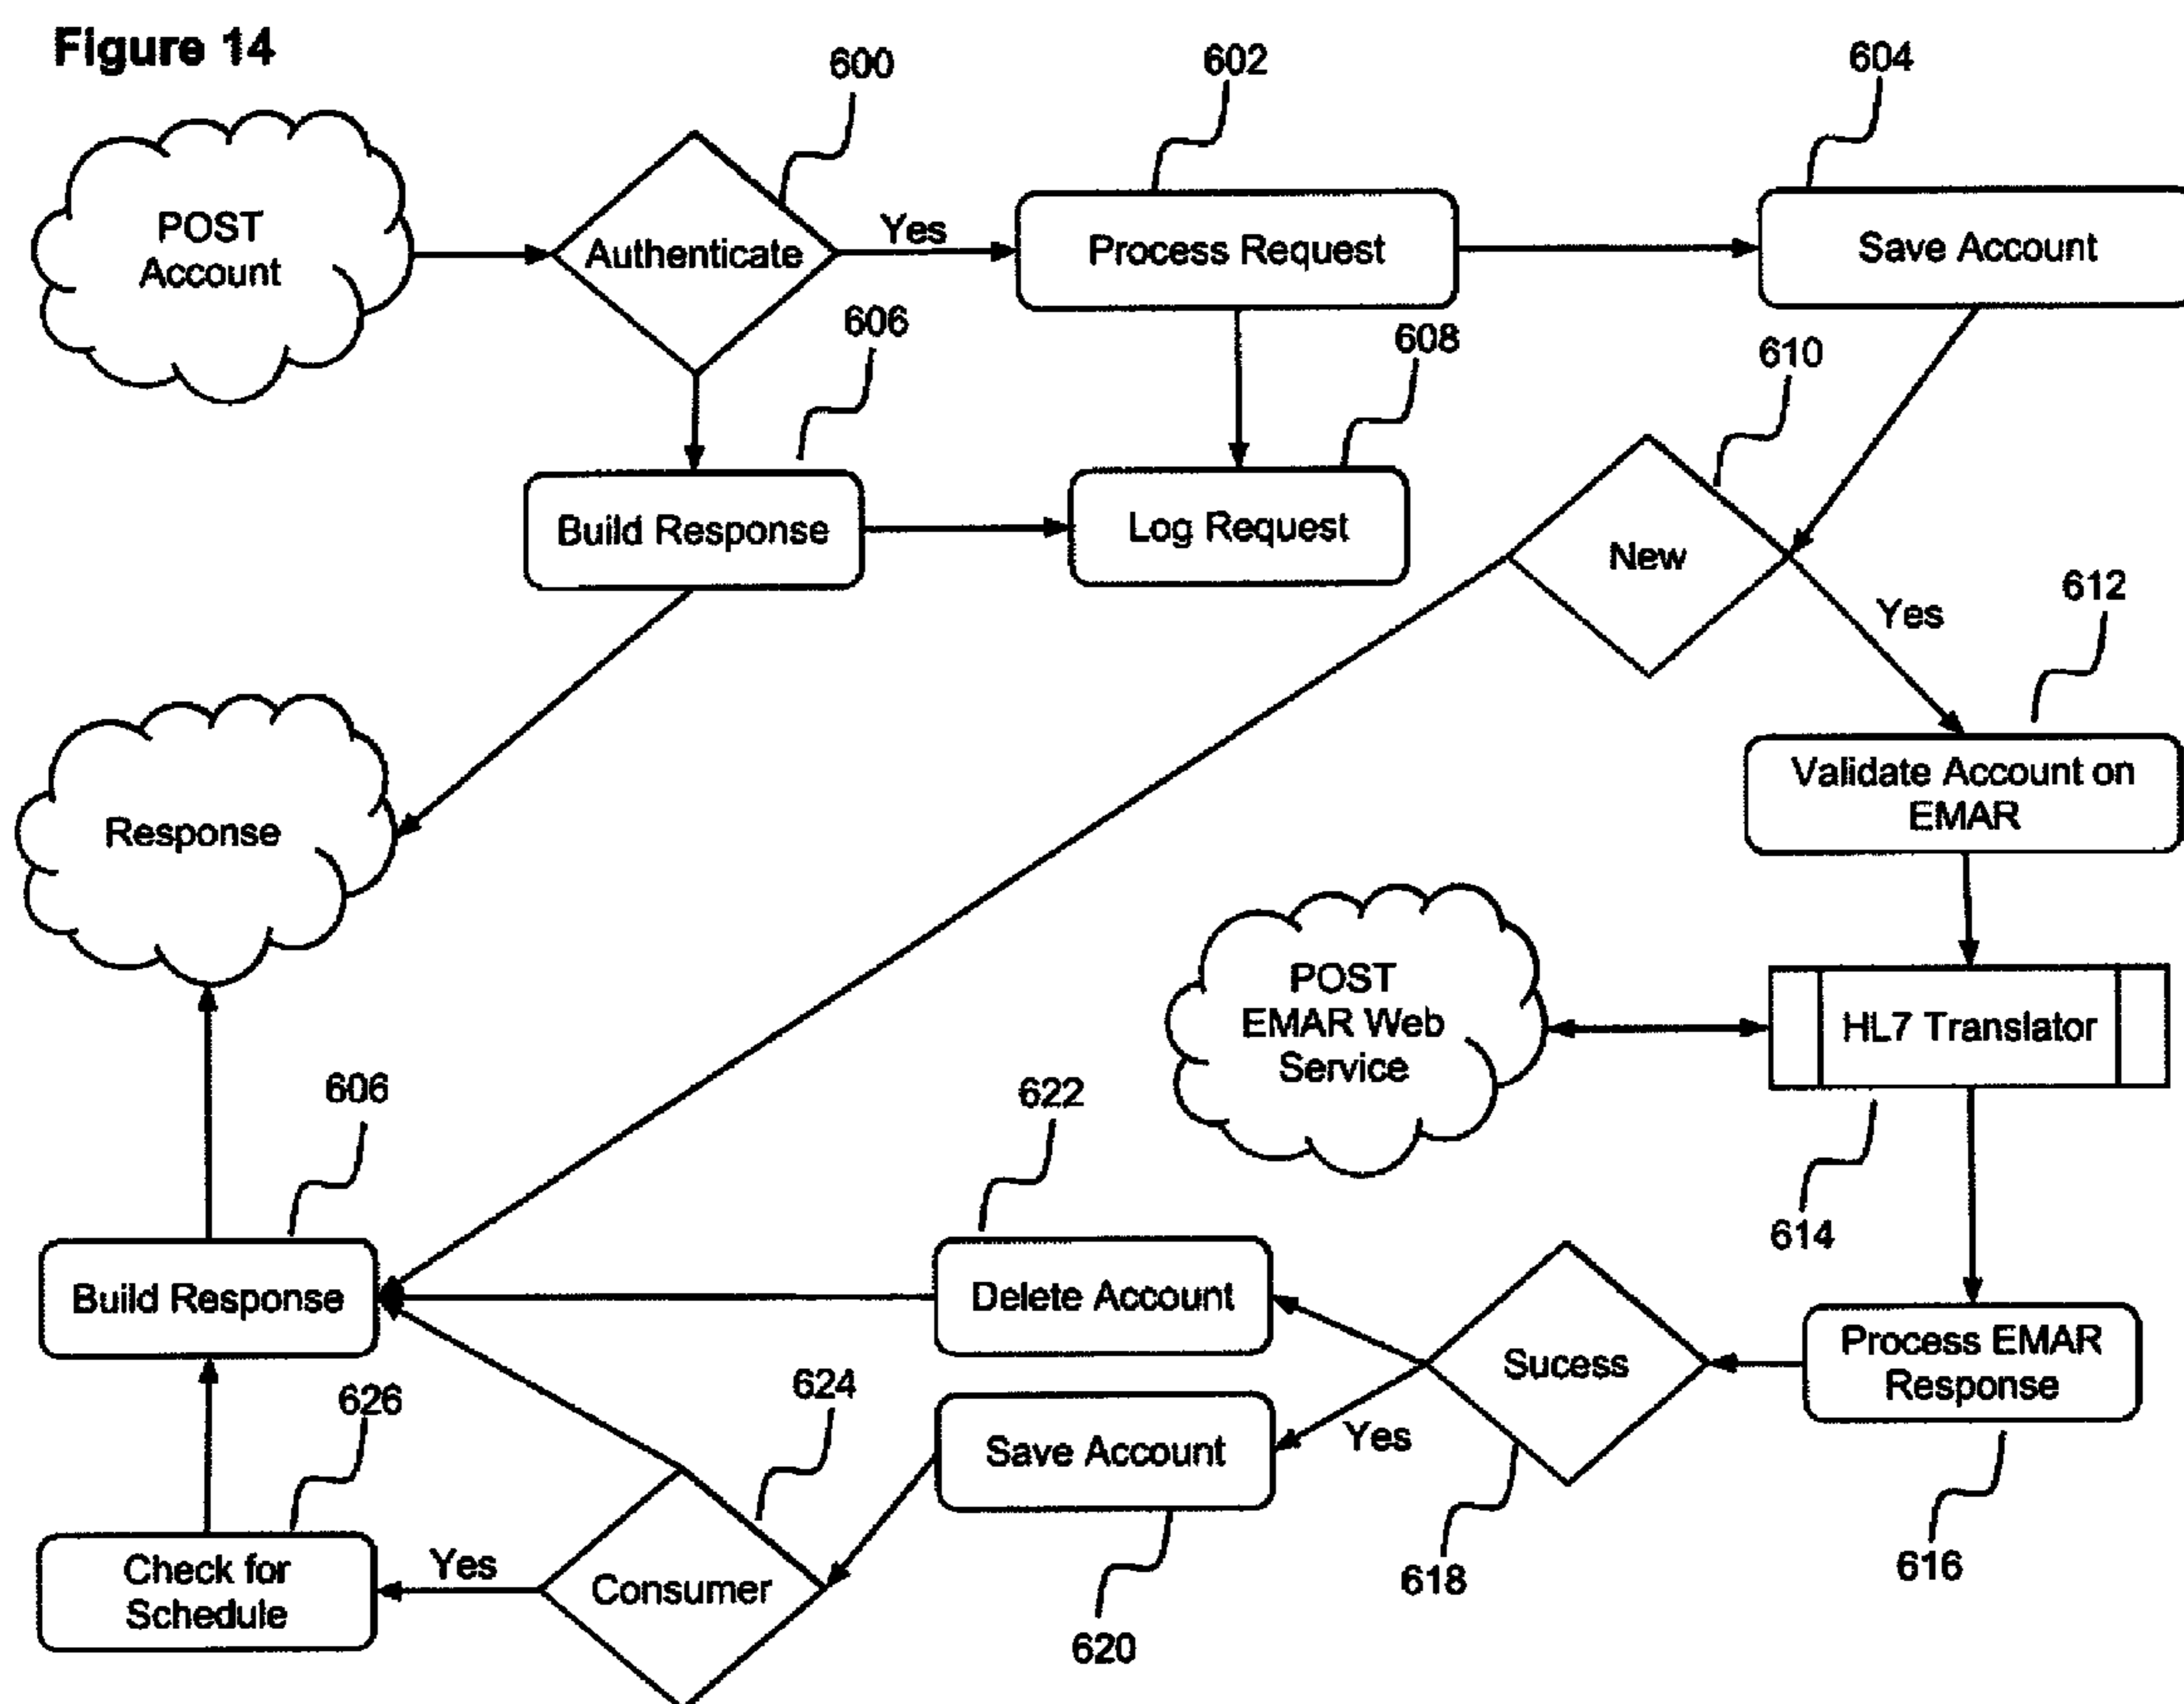 Figure 14
600
602
604
POST
Account
Authenticate
Yes
Process Request
Save Account
606
608
610
Build Response
Log Request
New
Yes
612
Validate Account on
EMAR
Response
POST
EMAR Web
Service
HL7 Translator
614
606
622
Build Response
Delete Account
Sucess
Process EMAR
Response
626
624
Save Account
Yes
Check for
Schedule
Yes
Consumer
620
618
616